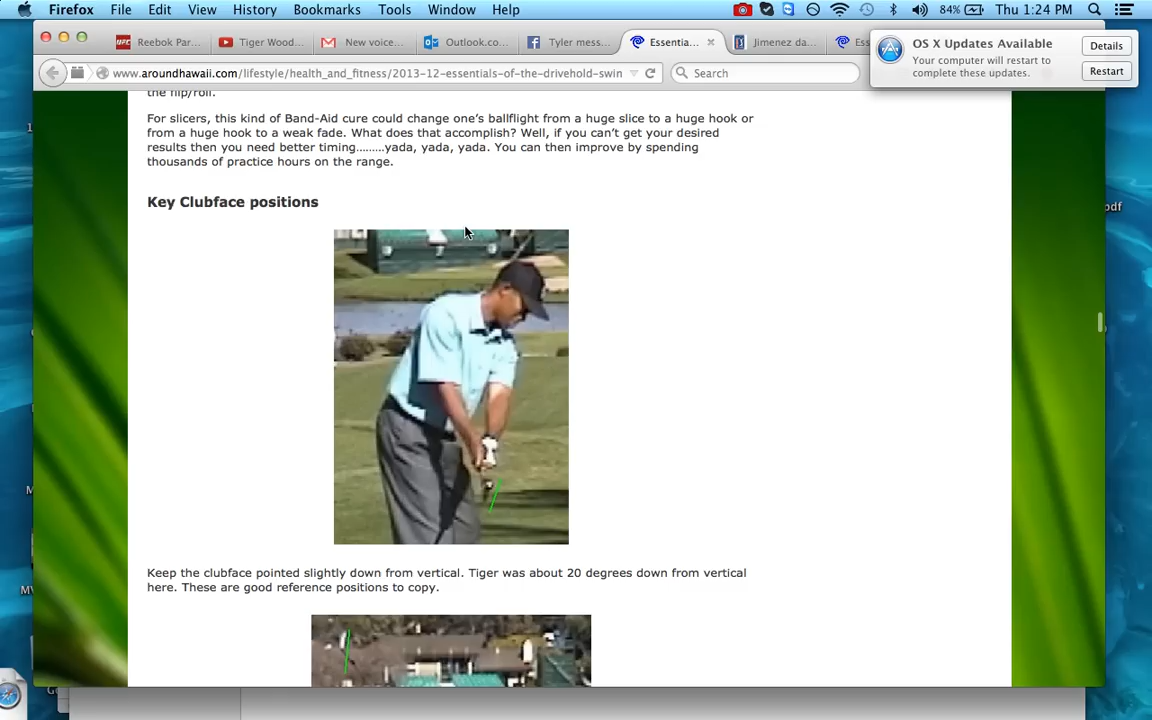 Firefox File Edit View History Bookmarks Tools Window Help 84% Thu 1:24 PM
Reebok Par... Tiger Wood... New voice... Outlook.co... Tyler mess... Essentia... Jimenez da... Ess
OS X Updates Available
Your computer will restart to
complete these updates.
Details
Restart
www.aroundhawaii.com/lifestyle/health_and_fitness/2013-12-essentials-of-the-drivehold-swin
Search
the flip/roll.
For slicers, this kind of Band-Aid cure could change one's ballflight from a huge slice to a huge hook or
from a huge hook to a weak fade. What does that accomplish? Well, if you can't get your desired
results then you need better timing.........yada, yada, yada. You can then improve by spending
thousands of practice hours on the range.
Key Clubface positions
Keep the clubface pointed slightly down from vertical. Tiger was about 20 degrees down from vertical
here. These are good reference positions to copy.
pdf